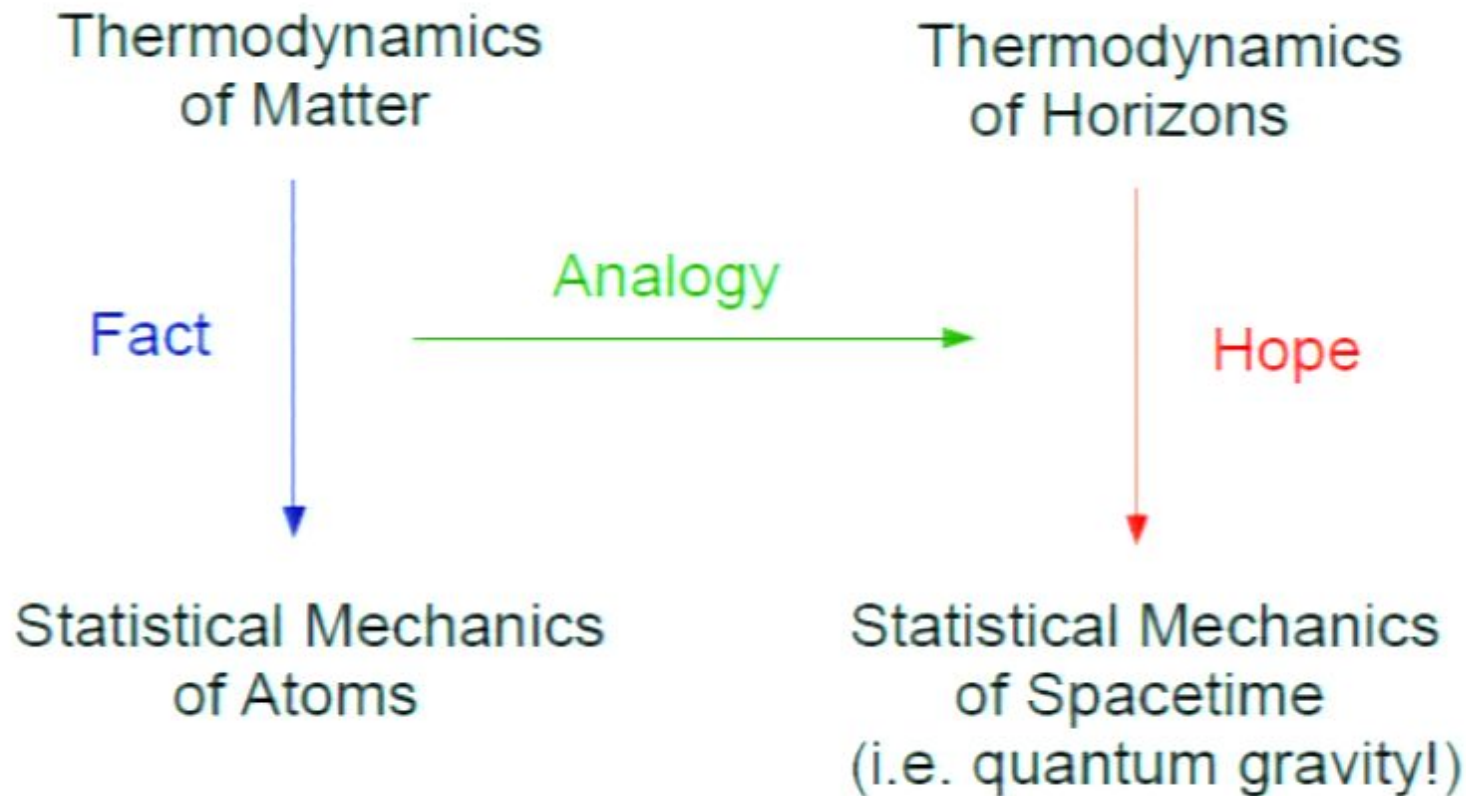 Thermodynamics
of Matter
Thermodynamics
of Horizons
Fact
Analogy
Hope
Statistical Mechanics
of Atoms
Statistical Mechanics
of Spacetime
(i.e. quantum gravity!)